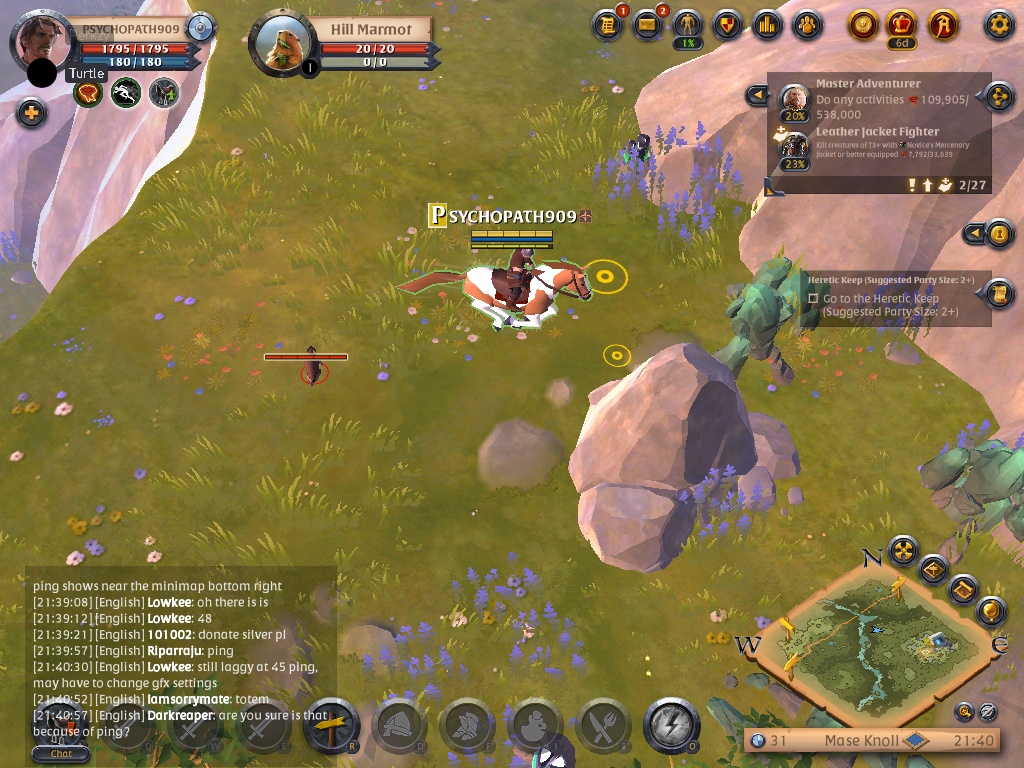 PSYCHOPATH909
1795/1795
180/180
Turtle
Hill Marmot
20/20
0/0
I
1
2
1%
6d
Master Adventurer
Do any activities 109,905/
538,000
20%
Leather Jacket Fighter
Kill creatures of T3+ with Novice's Mercenary
Jacket or better equipped 7,792/33,639
23%
2/27
PSYCHOPATH909
Heretic Keep (Suggested Party Size: 2+)
Go to the Heretic Keep
(Suggested Party Size: 2+)
ping shows near the minimap bottom right
[21:39:08] [English] Lowkee: oh there is is
[21:39:12] [English] Lowkee: 48
[21:39:21] [English] 101002: donate silver pl
[21:39:57] [English] Riparraju: ping
[21:40:30] [English] Lowkee: still laggy at 45 ping,
may have to change gfx settings
[21:40:52] [English] Iamsorrymate: totem
[21:40:57] [English] Darkreaper: are you sure is that
because of ping?
Chat
Q
W
E
R
D
F
O
N
W
E
31
Mase Knoll
21:40